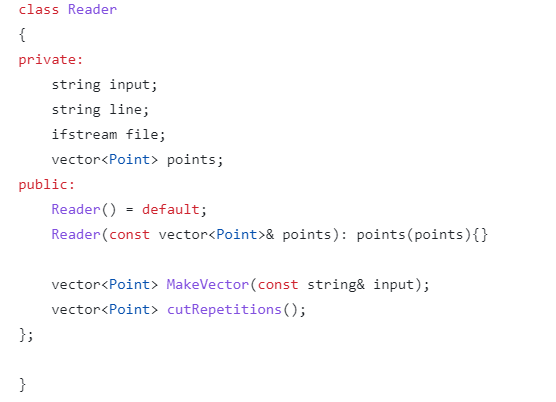 class Reader
{
private:
    string input;
    string line;
    ifstream file;
    vector<Point> points;
public:
    Reader() = default;
    Reader(const vector<Point>& points): points(points){}
    vector<Point> MakeVector(const string& input);
    vector<Point> cutRepetitions();
};
}